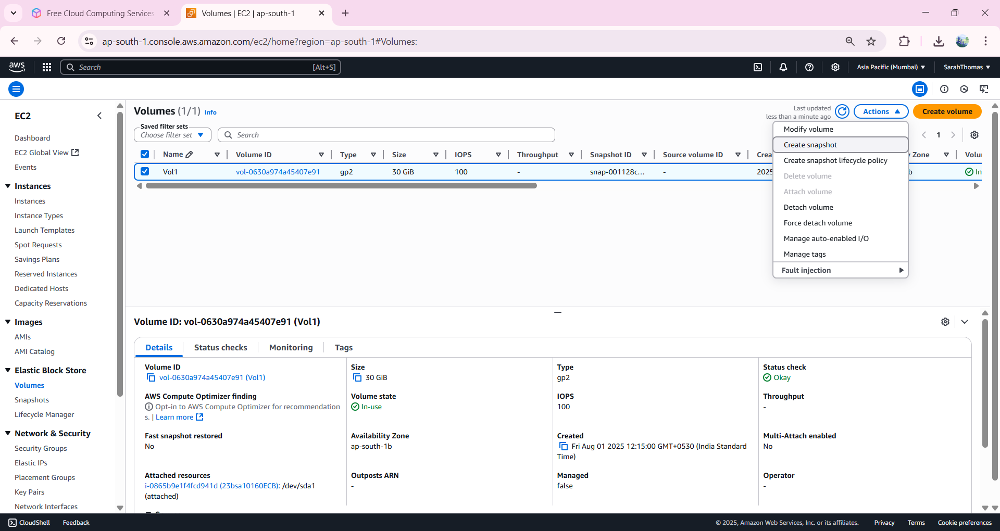 Free Cloud Computing Services
Volumes | EC2 | ap-south-1
ap-south-1.console.aws.amazon.com/ec2/home?region=ap-south-1#Volumes:
aws
Search
[Alt+S]
Asia Pacific (Mumbai)
SarahThomas
EC2
Dashboard
EC2 Global View
Events
Instances
Instances
Instance Types
Launch Templates
Spot Requests
Savings Plans
Reserved Instances
Dedicated Hosts
Capacity Reservations
Images
AMIs
AMI Catalog
Elastic Block Store
Volumes
Snapshots
Lifecycle Manager
Network & Security
Security Groups
Elastic IPs
Placement Groups
Key Pairs
Network Interfaces
Volumes (1/1) Info
Last updated
less than a minute ago
Actions
Create volume
Saved filter sets
Choose filter set
Search
1
Name Volume ID Type Size IOPS Throughput Snapshot ID Source volume ID Crea Zone Volu
Vol1 vol-0630a974a45407e91 gp2 30 GiB 100 - snap-001128c... - 2025 b In
Modify volume
Create snapshot
Create snapshot lifecycle policy
Delete volume
Attach volume
Detach volume
Force detach volume
Manage auto-enabled I/O
Manage tags
Fault injection
Volume ID: vol-0630a974a45407e91 (Vol1)
Details Status checks Monitoring Tags
Volume ID
vol-0630a974a45407e91 (Vol1)
Size
30 GiB
Type
gp2
Status check
Okay
AWS Compute Optimizer finding
Opt-in to AWS Compute Optimizer for recommendation
s. | Learn more
Volume state
In-use
IOPS
100
Throughput
-
Fast snapshot restored
No
Availability Zone
ap-south-1b
Created
Fri Aug 01 2025 12:15:00 GMT+0530 (India Standard
Time)
Multi-Attach enabled
No
Attached resources
i-0865b9e1f4fcd941d (23bsa10160ECB): /dev/sda1
(attached)
Outposts ARN
-
Managed
false
Operator
-
CloudShell
Feedback
© 2025, Amazon Web Services, Inc. or its affiliates.
Privacy
Terms
Cookie preferences